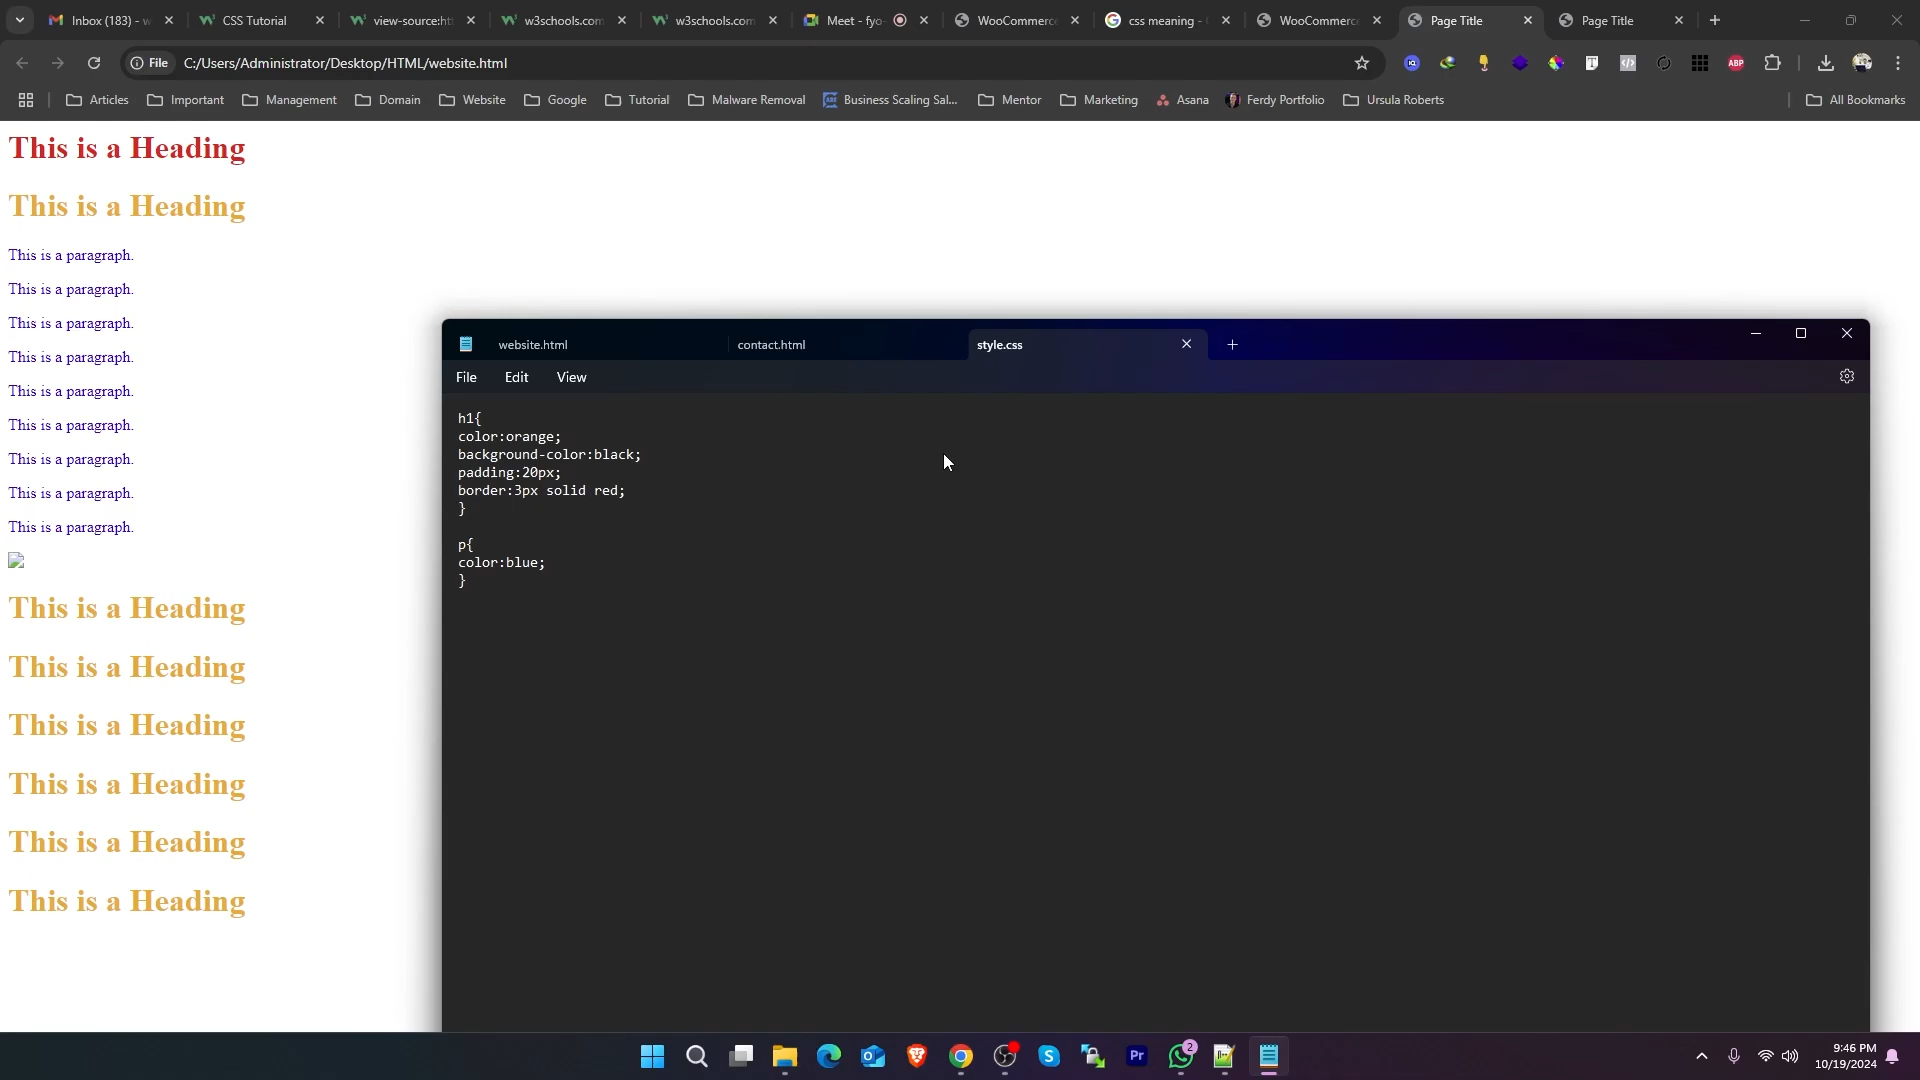 Inbox (183) - w
CSS Tutorial
view-source:ht
w3schools.com
w3schools.com
Meet - fyo
WooCommerce
css meaning -
WooCommerce
Page Title
Page Title
File
C:/Users/Administrator/Desktop/HTML/website.html
ABP
Articles
Important
Management
Domain
Website
Google
Tutorial
Malware Removal
Business Scaling Sal...
Mentor
Marketing
Asana
Ferdy Portfolio
Ursula Roberts
All Bookmarks
This is a Heading
This is a Heading
This is a paragraph.
This is a paragraph.
This is a paragraph.
This is a paragraph.
This is a paragraph.
This is a paragraph.
This is a paragraph.
This is a paragraph.
This is a paragraph.
This is a Heading
This is a Heading
This is a Heading
This is a Heading
This is a Heading
This is a Heading
website.html
contact.html
style.css
File
Edit
View
h1{
color:orange;
background-color:black;
padding:20px;
border:3px solid red;
}
p{
color:blue;
}
Pr
2
9:46 PM
10/19/2024